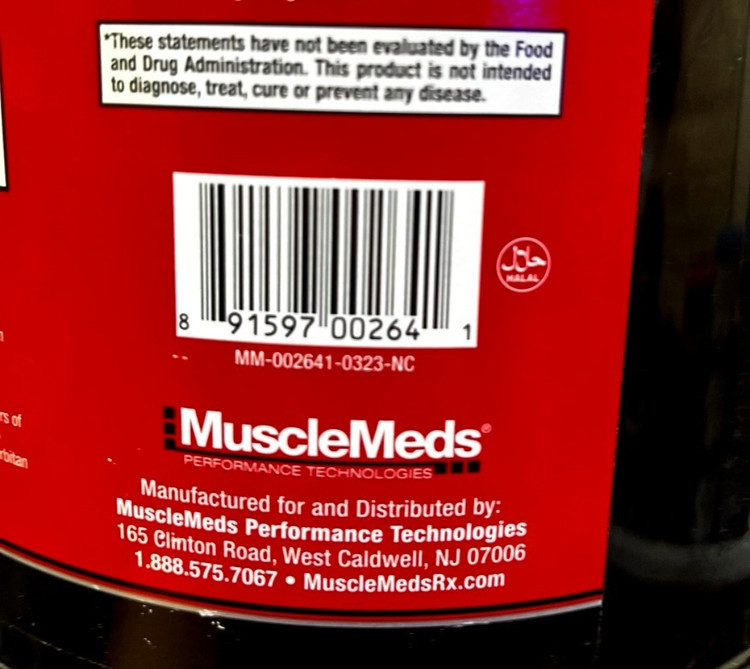 *These statements have not been evaluated by the Food
and Drug Administration. This product is not intended
to diagnose, treat, cure or prevent any disease.
8 91597 00264 1
حلال
HALAL
MM-002641-0323-NC
MuscleMeds®
PERFORMANCE TECHNOLOGIES
Manufactured for and Distributed by:
MuscleMeds Performance Technologies
165 Clinton Road, West Caldwell, NJ 07006
1.888.575.7067 • MuscleMedsRx.com
rs of
rbitan